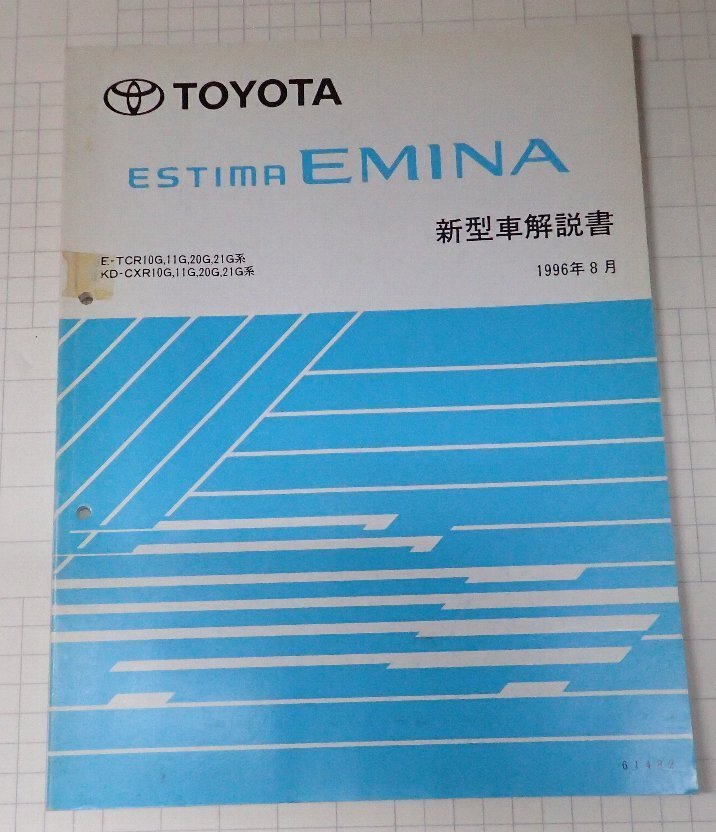 TOYOTA
ESTIMA EMINA
新型車解説書
E-TCR10G,11G,20G,21G系
KD-CXR10G,11G,20G,21G系
1996年8月
61482